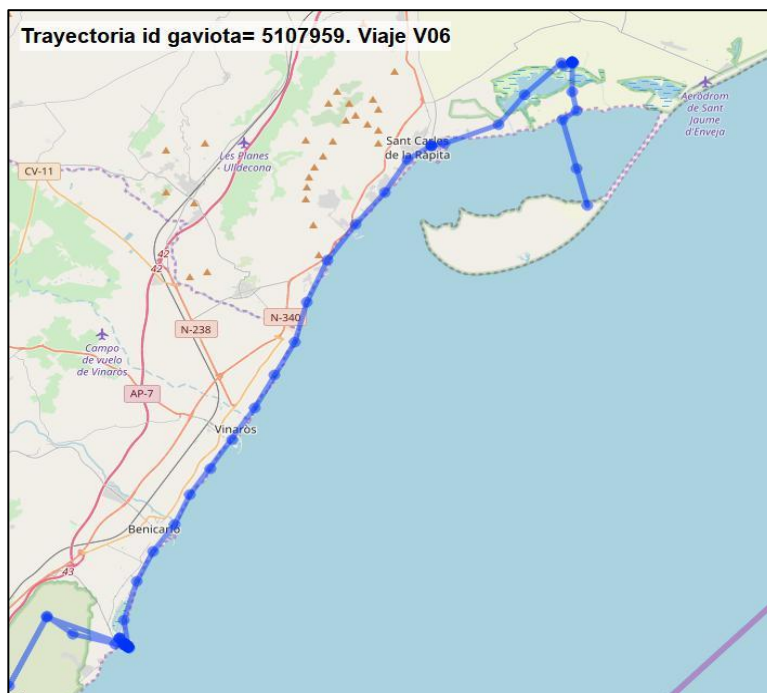 Trayectoria id gaviota= 5107959. Viaje V06
Aeròdrom
de Sant
Jaume
d'Enveja
Les Planes
- Ulldecona
Sant Carles
de la Ràpita
CV-11
42
42
N-238
N-340
Campo
de vuelo
de Vinaròs
AP-7
Vinaròs
Benicarló
43